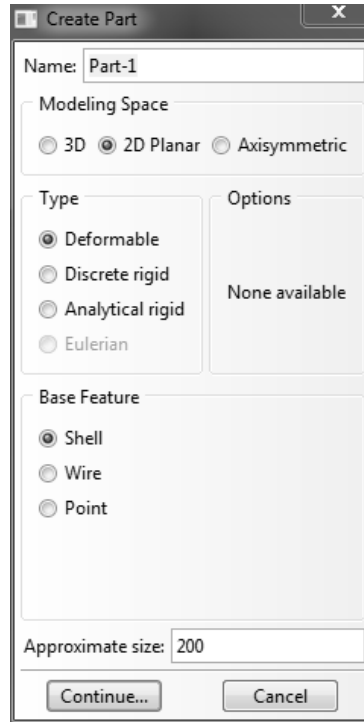 Create Part
X
Name: Part-1
Modeling Space
3D 2D Planar Axisymmetric
Type
Options
Deformable
Discrete rigid
Analytical rigid
Eulerian
None available
Base Feature
Shell
Wire
Point
Approximate size: 200
Continue... Cancel